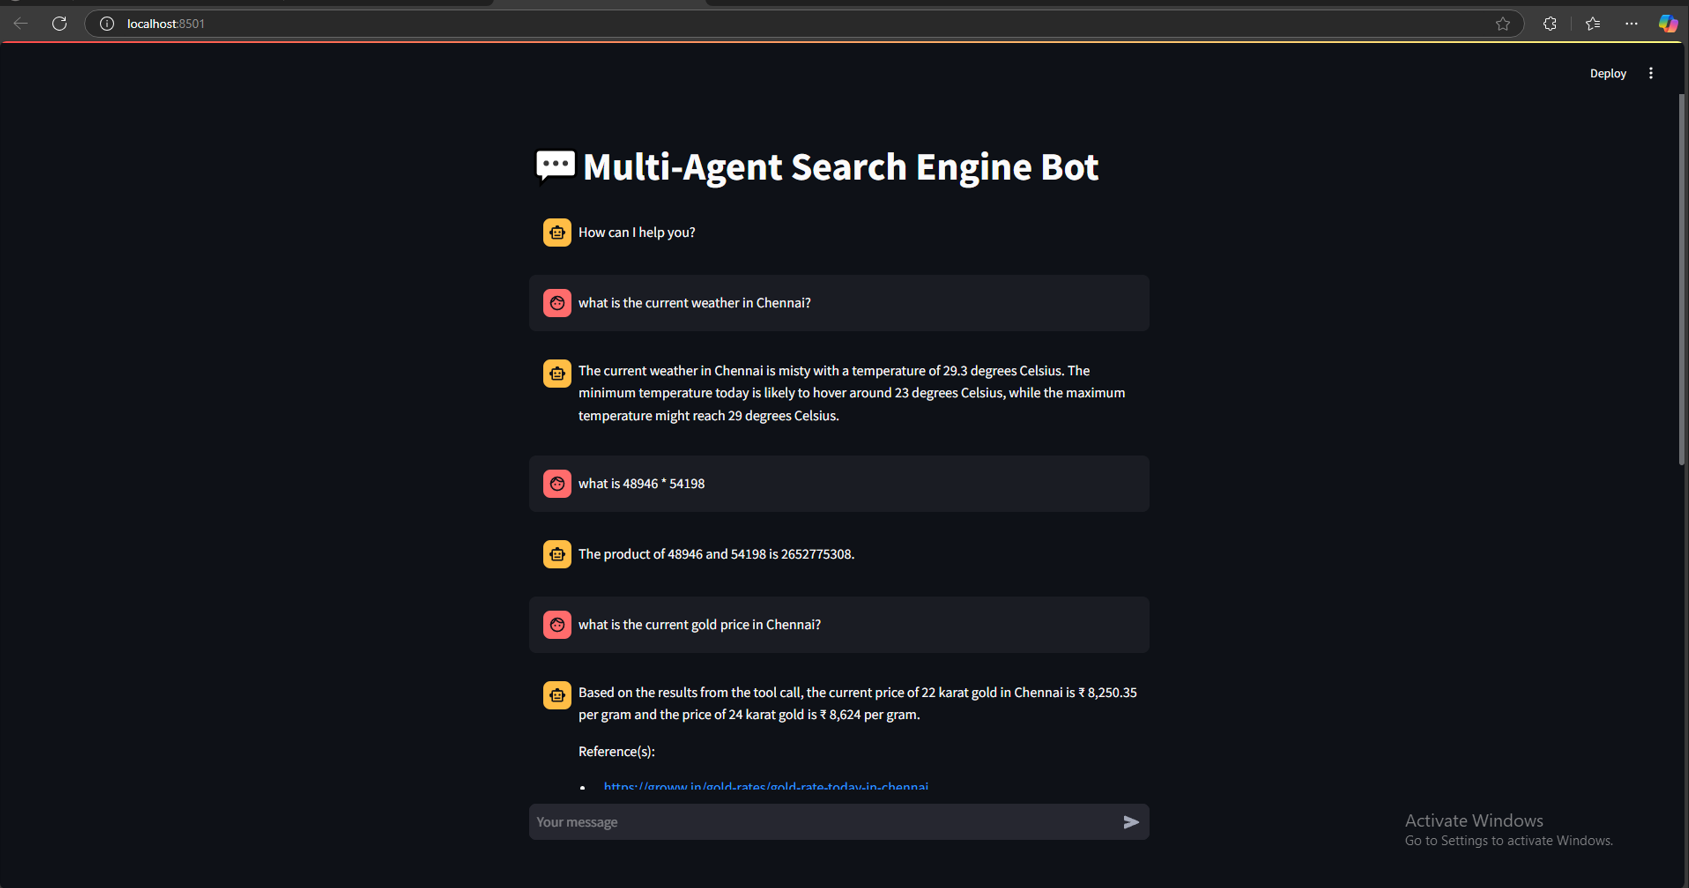 localhost:8501
Deploy
Multi-Agent Search Engine Bot
How can I help you?
what is the current weather in Chennai?
The current weather in Chennai is misty with a temperature of 29.3 degrees Celsius. The
minimum temperature today is likely to hover around 23 degrees Celsius, while the maximum
temperature might reach 29 degrees Celsius.
what is 48946 * 54198
The product of 48946 and 54198 is 2652775308.
what is the current gold price in Chennai?
Based on the results from the tool call, the current price of 22 karat gold in Chennai is ₹ 8,250.35
per gram and the price of 24 karat gold is ₹ 8,624 per gram.
Reference(s):
• https://groww.in/gold-rates/gold-rate-today-in-chennai
Your message
Activate Windows
Go to Settings to activate Windows.